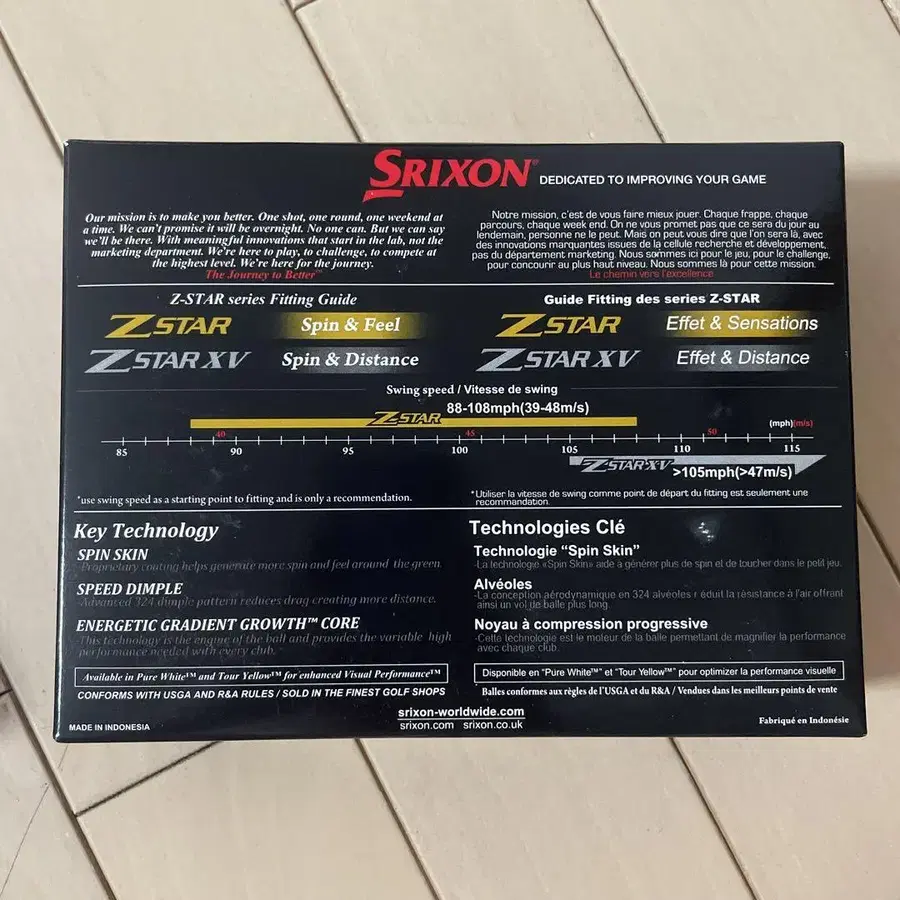 SRIXON® DEDICATED TO IMPROVING YOUR GAME
Our mission is to make you better. One shot, one round, one weekend at
a time. We can't promise it will be overnight. No one can. But we can say
we'll be there. With meaningful innovations that start in the lab, not the
marketing department. We're here to play, to challenge, to compete at
the highest level. We're here for the journey.
The Journey to Better™
Notre mission, c'est de vous faire mieux jouer. Chaque frappe, chaque
parcours, chaque week end. On ne vous promet pas que ce sera du jour au
lendemain, personne ne le peut. Mais on peut vous dire que l'on sera là, avec
des innovations marquantes issues de la cellule recherche et développement,
pas du département marketing. Nous sommes ici pour le jeu, pour le challenge,
pour concourir au plus haut niveau. Nous sommes là pour cette mission.
Le chemin vers l'excellence
Z-STAR series Fitting Guide
Z STAR Spin & Feel
Z STAR XV Spin & Distance
Guide Fitting des series Z-STAR
Z STAR Effet & Sensations
Z STAR XV Effet & Distance
Swing speed / Vitesse de swing
Z STAR 88-108mph(39-48m/s)
40 45 50 (mph)(m/s)
85 90 95 100 105 110 115
Z STAR XV >105mph(>47m/s)
*use swing speed as a starting point to fitting and is only a recommendation.
*Utiliser la vitesse de swing comme point de départ du fitting est seulement une
recommendation.
Key Technology
SPIN SKIN
-Proprietary coating helps generate more spin and feel around the green.
SPEED DIMPLE
-Advanced 324 dimple pattern reduces drag creating more distance.
ENERGETIC GRADIENT GROWTH™ CORE
-This technology is the engine of the ball and provides the variable high
performance needed with every club.
Available in Pure White™ and Tour Yellow™ for enhanced Visual Performance™
CONFORMS WITH USGA AND R&A RULES / SOLD IN THE FINEST GOLF SHOPS
Technologies Clé
Technologie “Spin Skin”
-La technologie «Spin Skin» aide à générer plus de spin et de toucher dans le petit jeu.
Alvéoles
-La conception aérodynamique en 324 alvéoles r éduit la résistance à l'air offrant
ainsi un vol de balle plus long.
Noyau à compression progressive
-Cette technologie est le moteur de la balle permettant de magnifier la performance
avec chaque club.
Disponible en “Pure White™” et “Tour Yellow™” pour optimizer la performance visuelle
Balles conformes aux règles de l'USGA et du R&A / Vendues dans les meilleurs points de vente
srixon-worldwide.com
srixon.com srixon.co.uk
MADE IN INDONESIA
Fabriqué en Indonésie